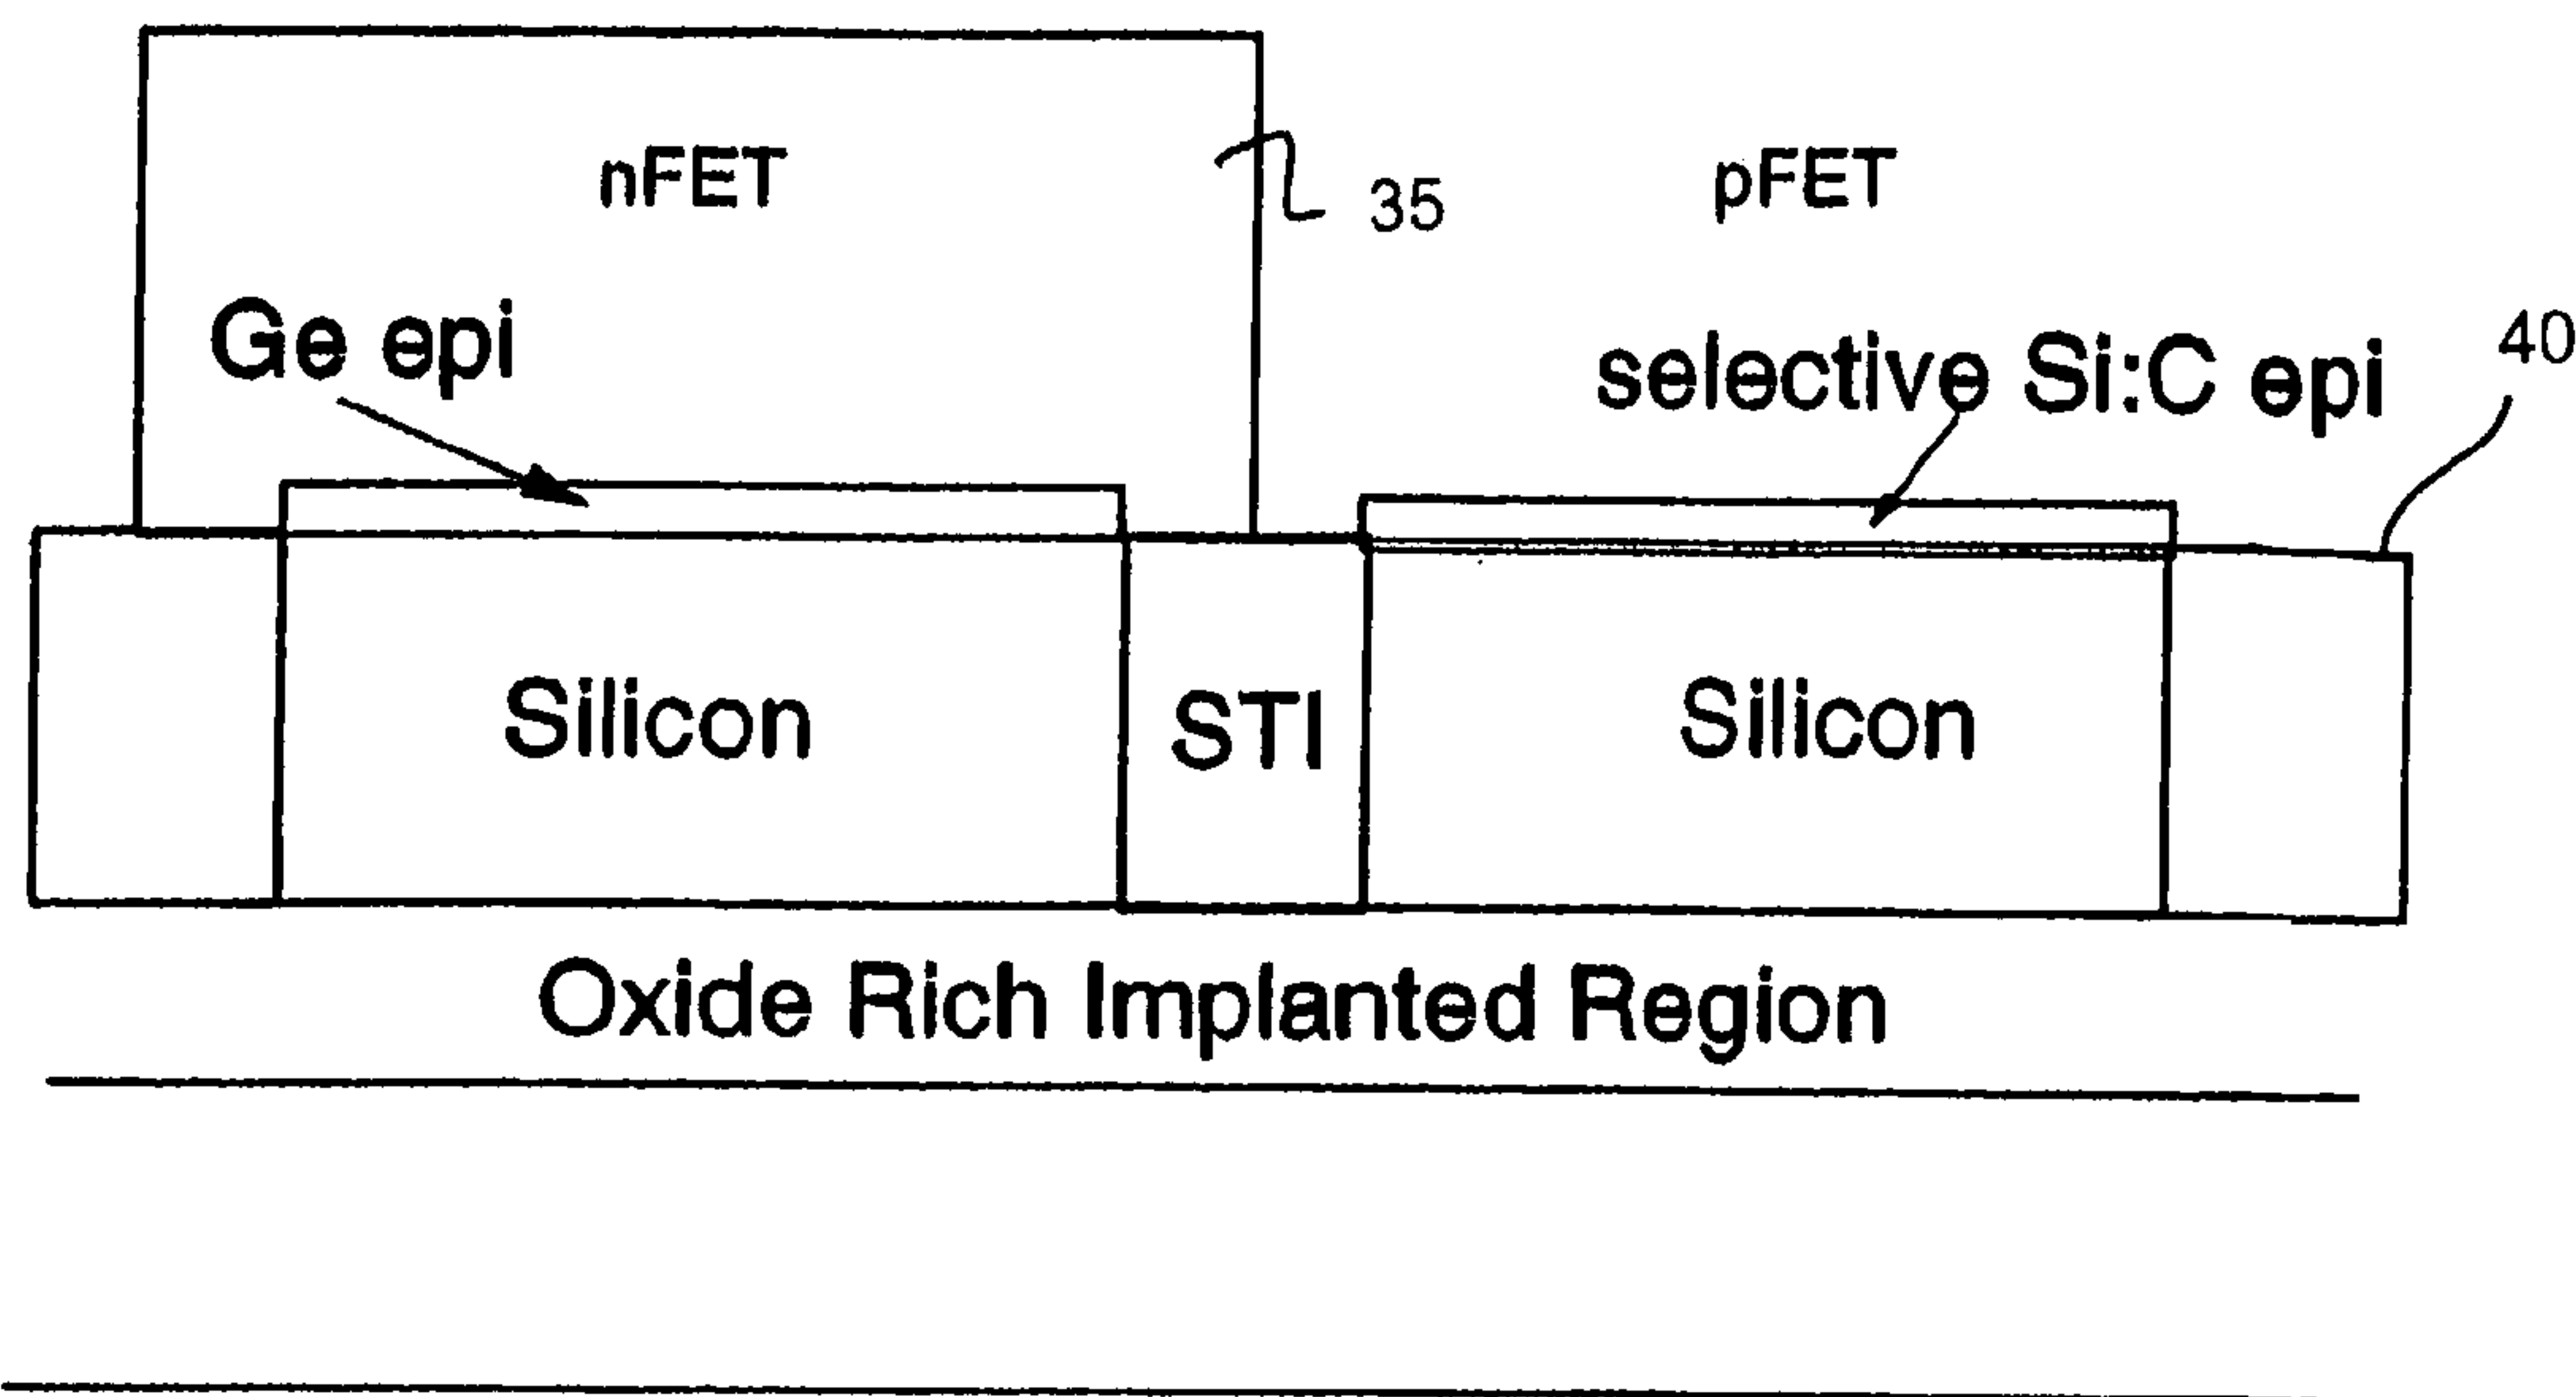 nFET
35
pFET
Ge epi
selective Si:C epi
40
Silicon
STI
Silicon
Oxide Rich Implanted Region